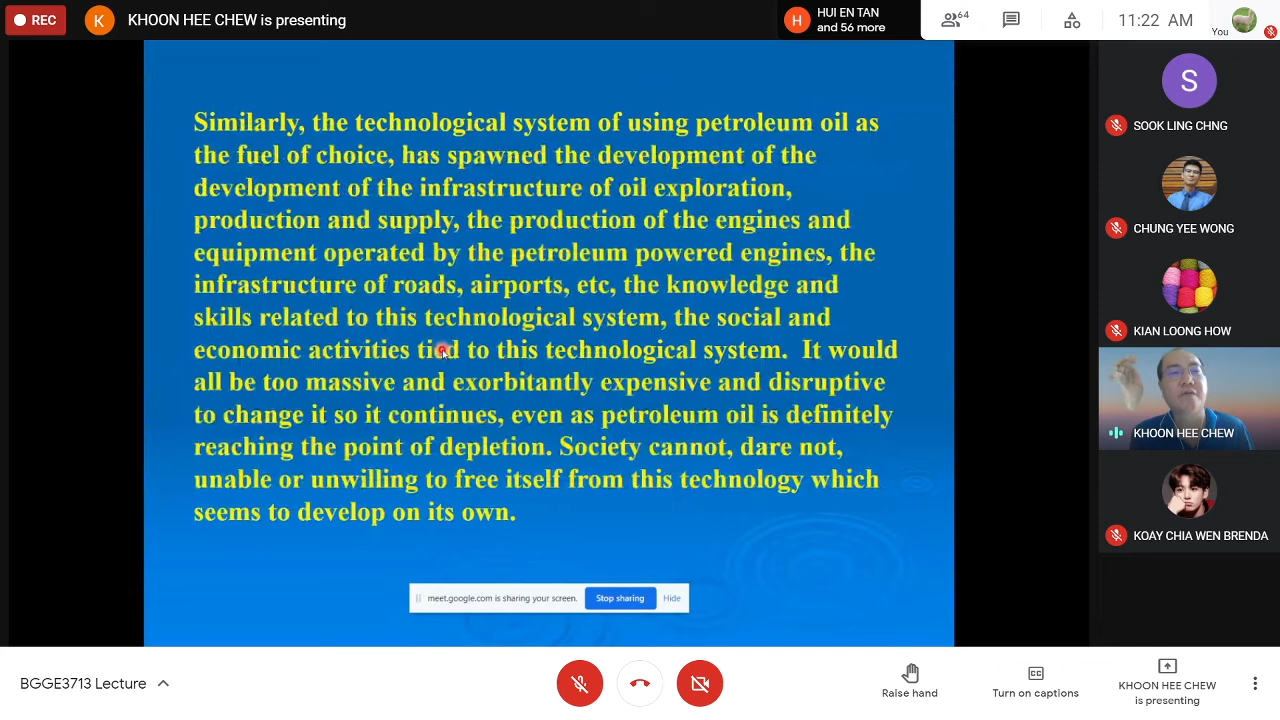 REC
K
KHOON HEE CHEW is presenting
H
HUI EN TAN
and 56 more
64
11:22 AM
You
Similarly, the technological system of using petroleum oil as
the fuel of choice, has spawned the development of the
development of the infrastructure of oil exploration,
production and supply, the production of the engines and
equipment operated by the petroleum powered engines, the
infrastructure of roads, airports, etc, the knowledge and
skills related to this technological system, the social and
economic activities tied to this technological system.  It would
all be too massive and exorbitantly expensive and disruptive
to change it so it continues, even as petroleum oil is definitely
reaching the point of depletion. Society cannot, dare not,
unable or unwilling to free itself from this technology which
seems to develop on its own.
meet.google.com is sharing your screen.
Stop sharing
Hide
S
SOOK LING CHNG
CHUNG YEE WONG
KIAN LOONG HOW
KHOON HEE CHEW
KOAY CHIA WEN BRENDA
BGGE3713 Lecture
Raise hand
CC
Turn on captions
KHOON HEE CHEW
is presenting